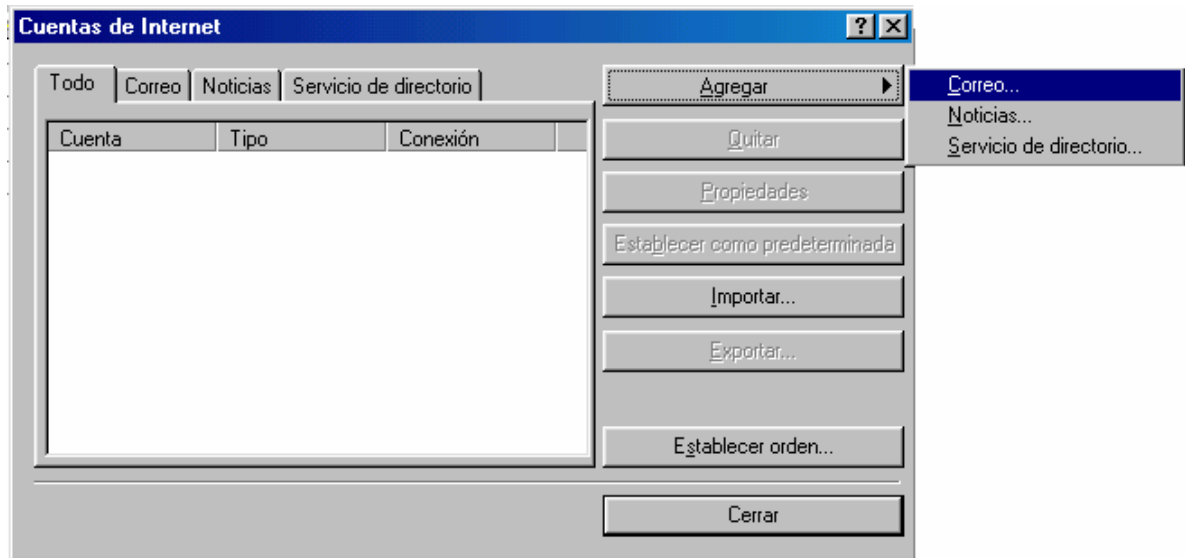 Cuentas de Internet
Todo Correo Noticias Servicio de directorio
Cuenta Tipo Conexión
Agregar
Quitar
Propiedades
Establecer como predeterminada
Importar...
Exportar...
Establecer orden...
Cerrar
Correo...
Noticias...
Servicio de directorio...